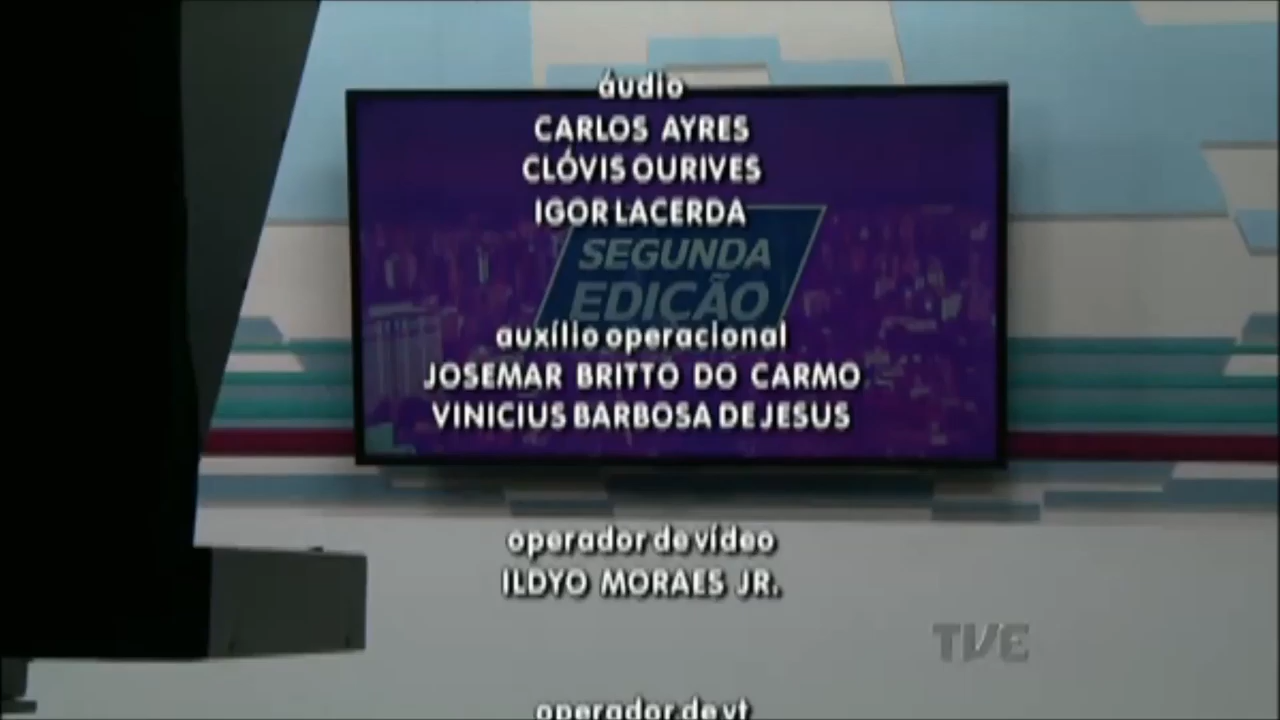 áudio
CARLOS AYRES
CLÓVIS OURIVES
IGOR LACERDA
SEGUNDA
EDIÇÃO
auxílio operacional
JOSEMAR BRITTO DO CARMO
VINICIUS BARBOSA DE JESUS
operador de vídeo
ILDYO MORAES JR.
TVE
operador de vt